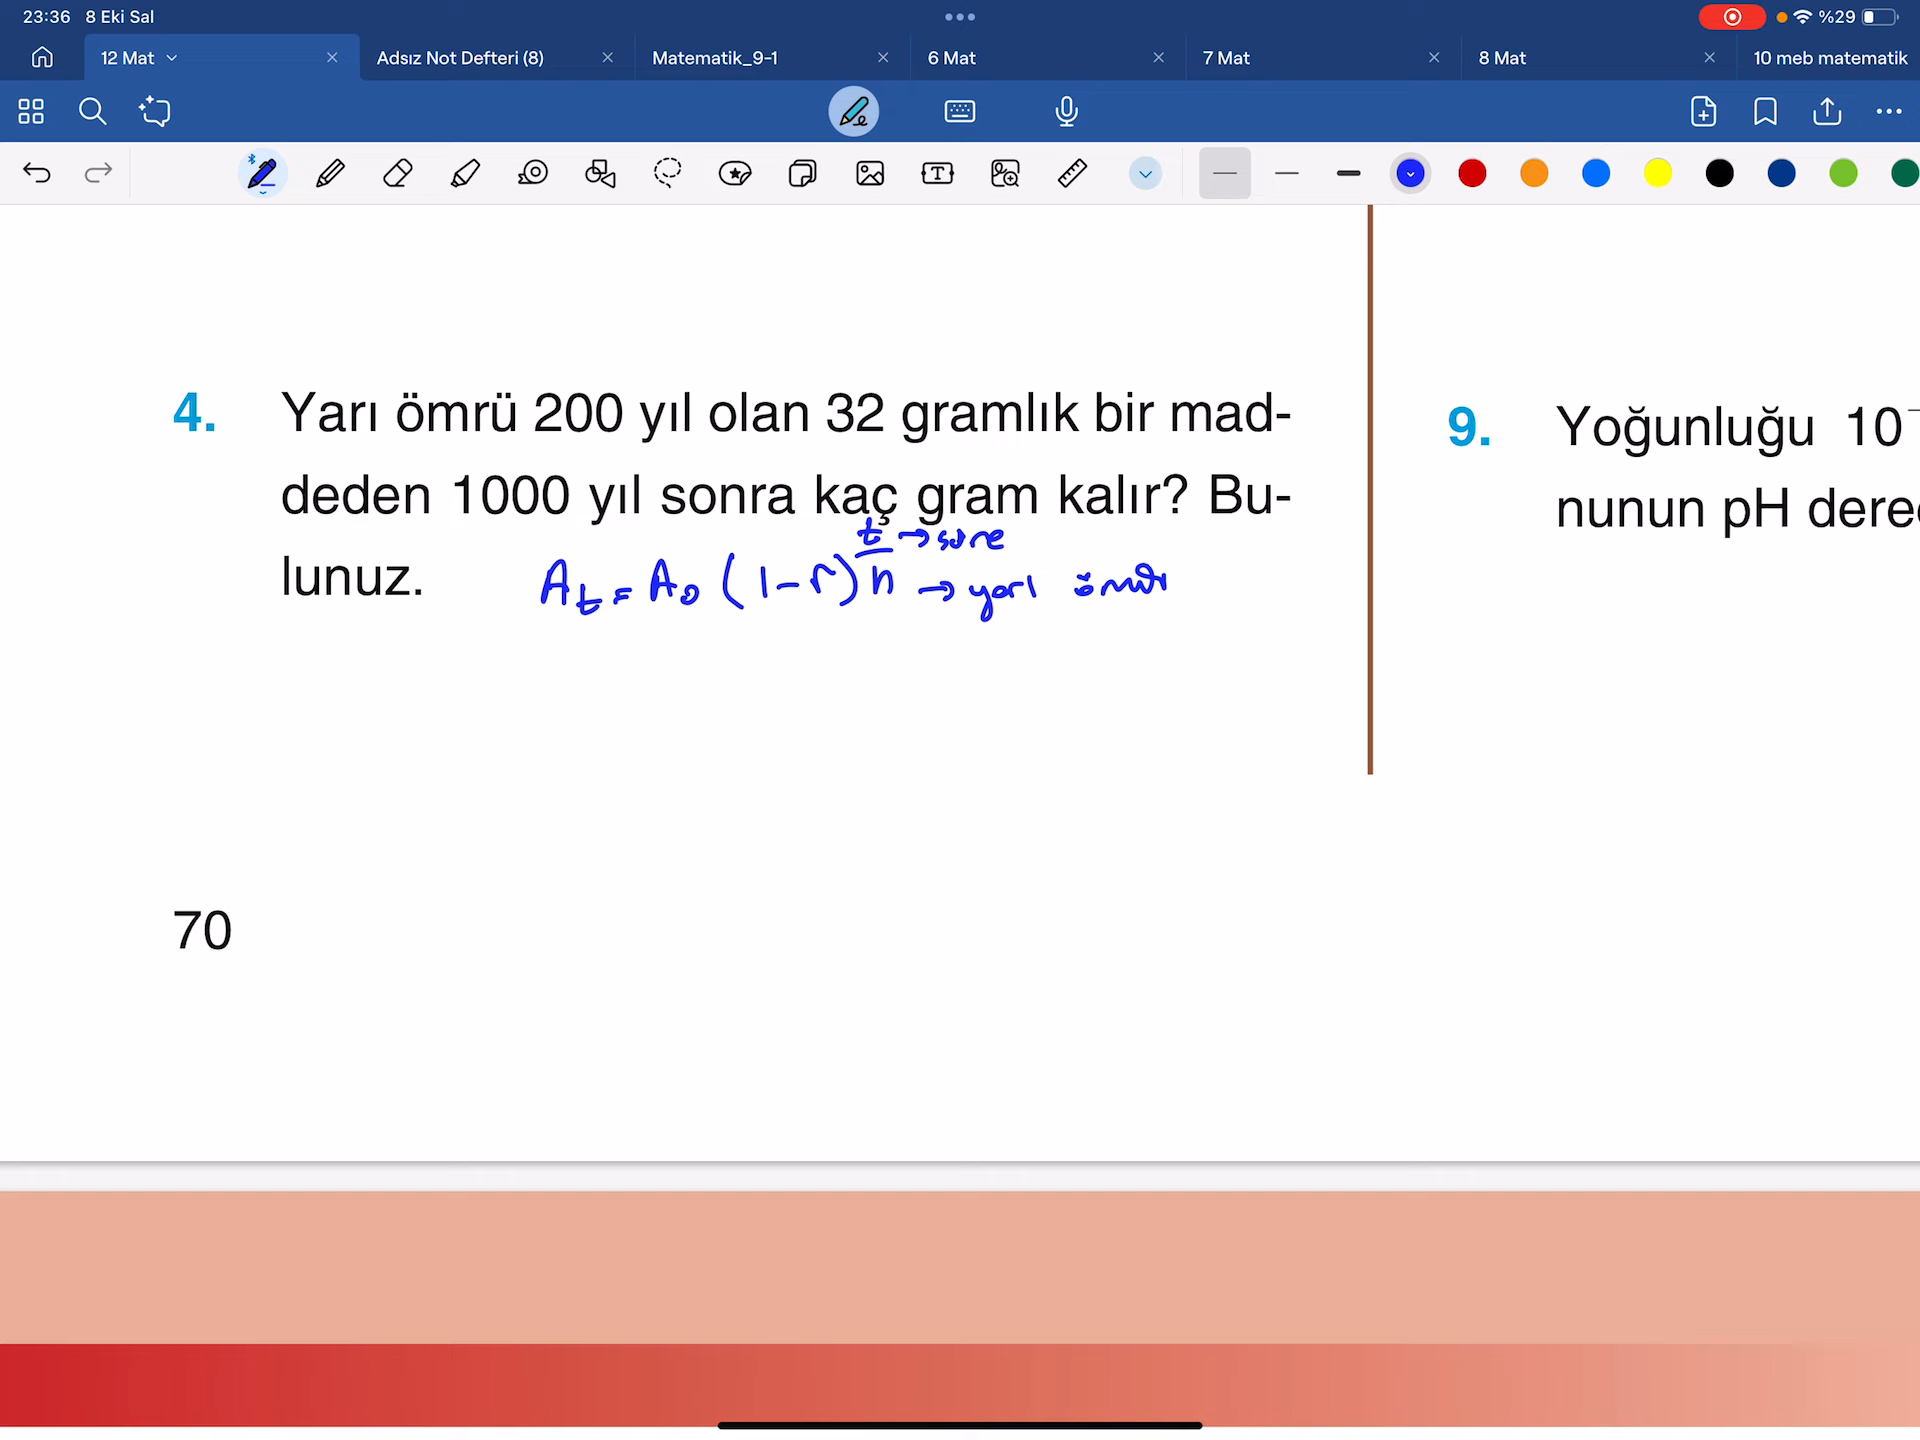 23:36 8 Eki Sal
%29
12 Mat
Adsız Not Defteri (8)
Matematik_9-1
6 Mat
7 Mat
8 Mat
10 meb matematik
4. Yarı ömrü 200 yıl olan 32 gramlık bir mad-
deden 1000 yıl sonra kaç gram kalır? Bu-
lunuz.
t → süre
At = A0 (1-r) n → yarı ömür
9. Yoğunluğu 10⁻
nunun pH dere
70